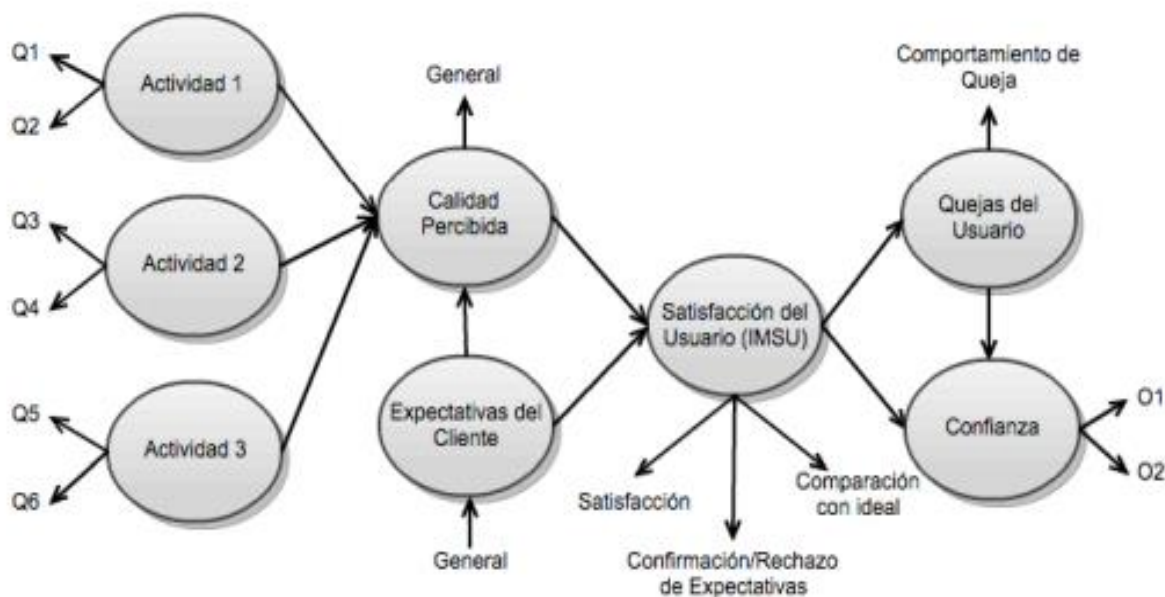 Q1
Q2
Actividad 1
Q3
Q4
Actividad 2
Q5
Q6
Actividad 3
General
Calidad
Percibida
Expectativas del
Cliente
General
Satisfacción del
Usuario (IMSU)
Satisfacción
Confirmación/Rechazo
de Expectativas
Comparación
con ideal
Comportamiento de
Queja
Quejas del
Usuario
Confianza
O1
O2